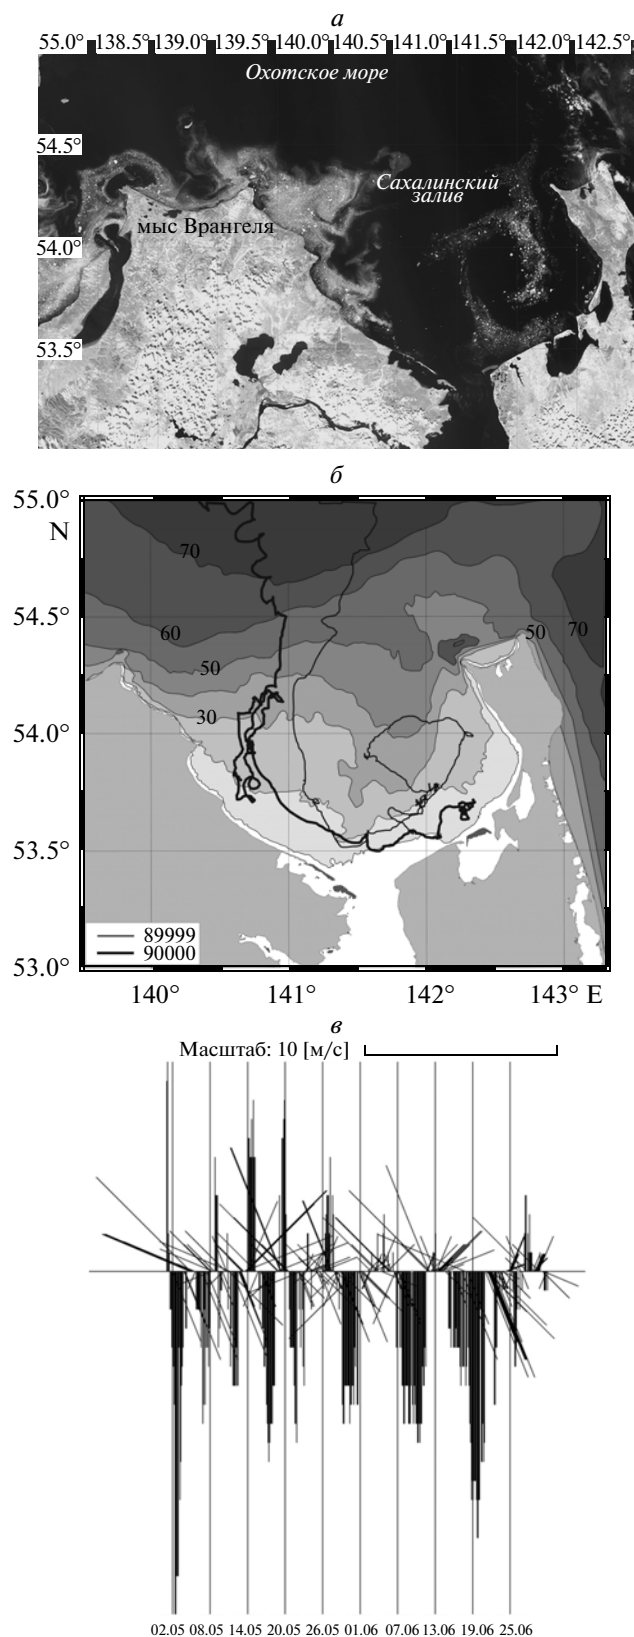 а
55.0° 138.5° 139.0° 139.5° 140.0° 140.5° 141.0° 141.5° 142.0° 142.5°
Охотское море
54.5°
Сахалинский
залив
мыс Врангеля
54.0°
53.5°
б
55.0°
N
70
54.5°
60
50
70
50
30
54.0°
53.5°
89999
90000
53.0°
140° 141° 142° 143° E
в
Масштаб: 10 [м/с]
02.05 08.05 14.05 20.05 26.05 01.06 07.06 13.06 19.06 25.06